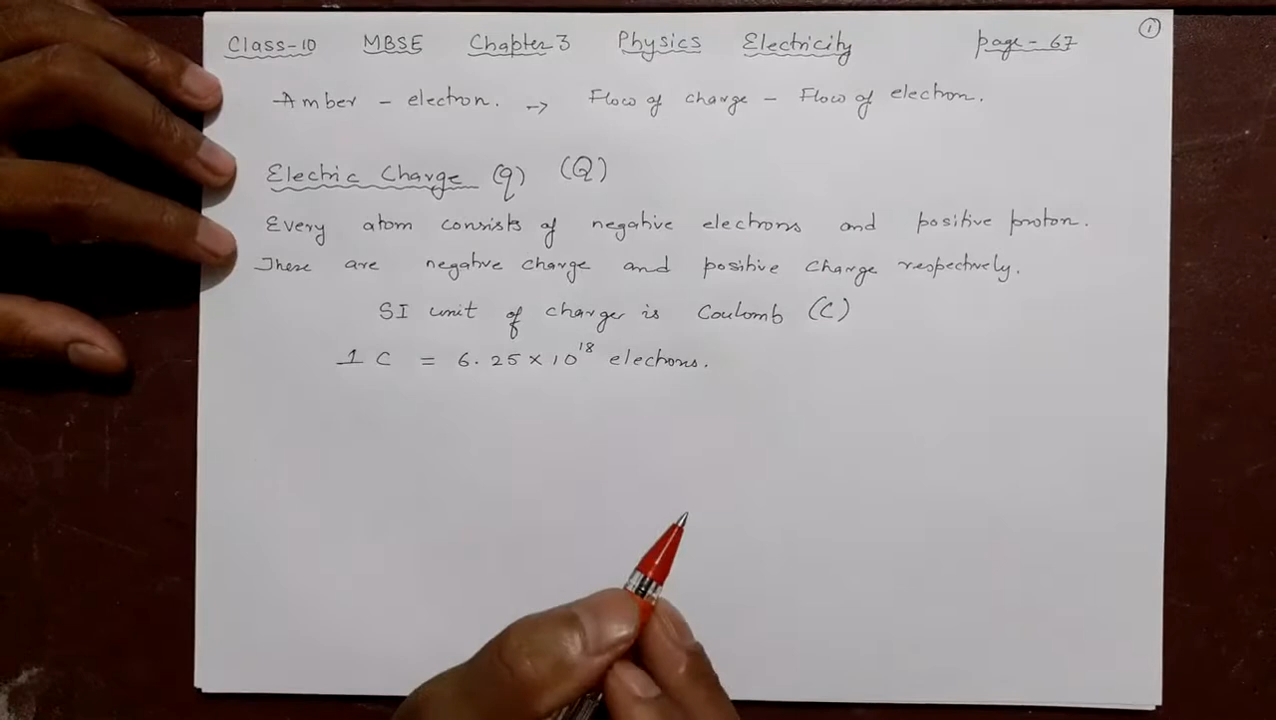 Class-10 MBSE Chapter 3 Physics Electricity page - 67 1
Amber - electron. -> Flow of charge - Flow of electron.
Electric Charge (q) (Q)
Every atom consists of negative electrons and positive proton.
These are negative charge and positive charge respectively.
SI unit of charger is Coulomb (C)
1 C = 6.25 × 10¹⁸ electrons.